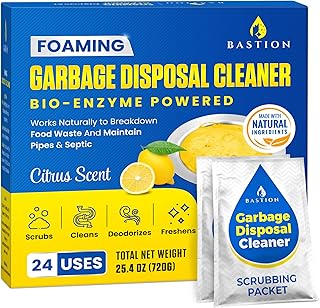 FOAMING
BASTION
GARBAGE DISPOSAL CLEANER
BIO-ENZYME POWERED
Works Naturally to Breakdown
Food Waste And Maintain
Pipes & Septic
MADE WITH
NATURAL
INGREDIENTS
Citrus Scent
Scrubs
Cleans
Deodorizes
Freshens
24 USES
TOTAL NET WEIGHT
25.4 OZ (720G)
BASTION
Garbage
Disposal
Cleaner
SCRUBBING
PACKET